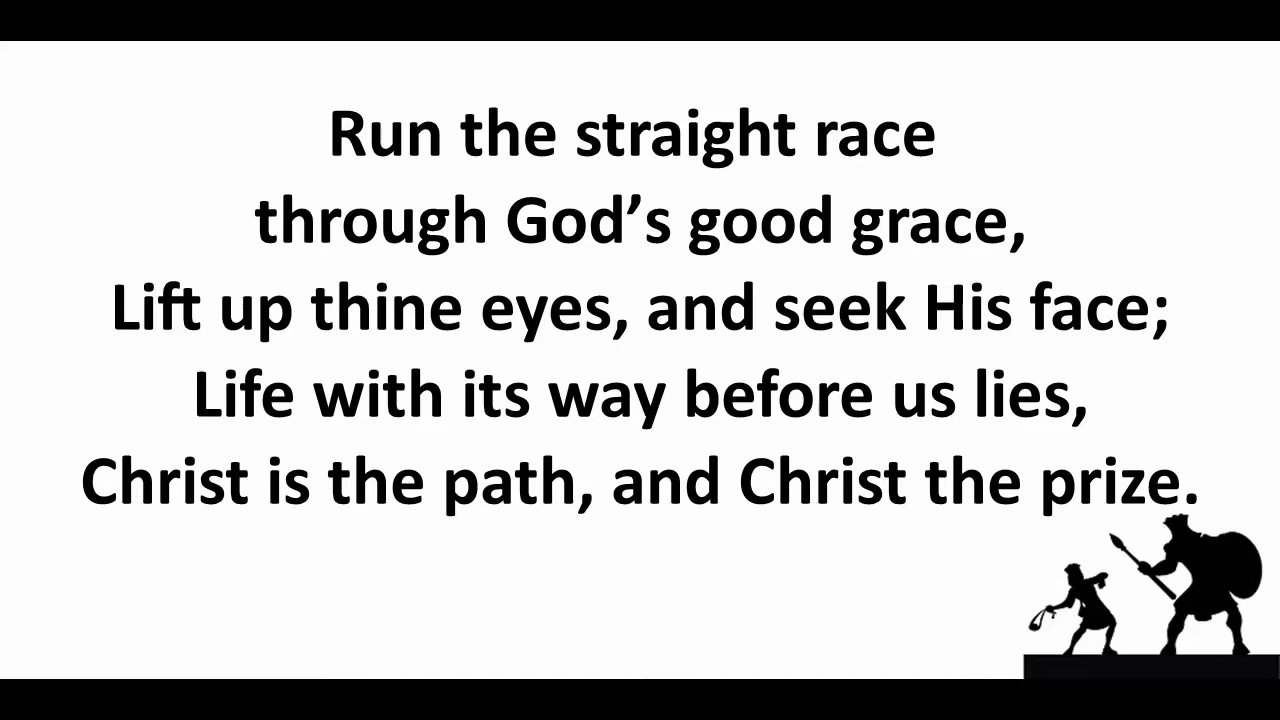 Run the straight race
through God’s good grace,
Lift up thine eyes, and seek His face;
Life with its way before us lies,
Christ is the path, and Christ the prize.